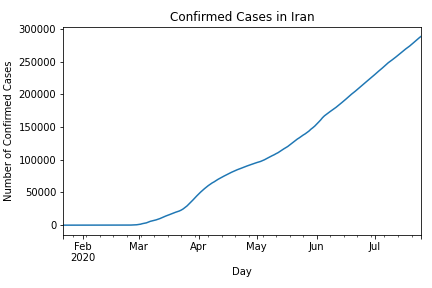 Confirmed Cases in Iran
300000
250000
200000
150000
100000
50000
0
Number of Confirmed Cases
Feb Mar Apr May Jun Jul
2020
Day